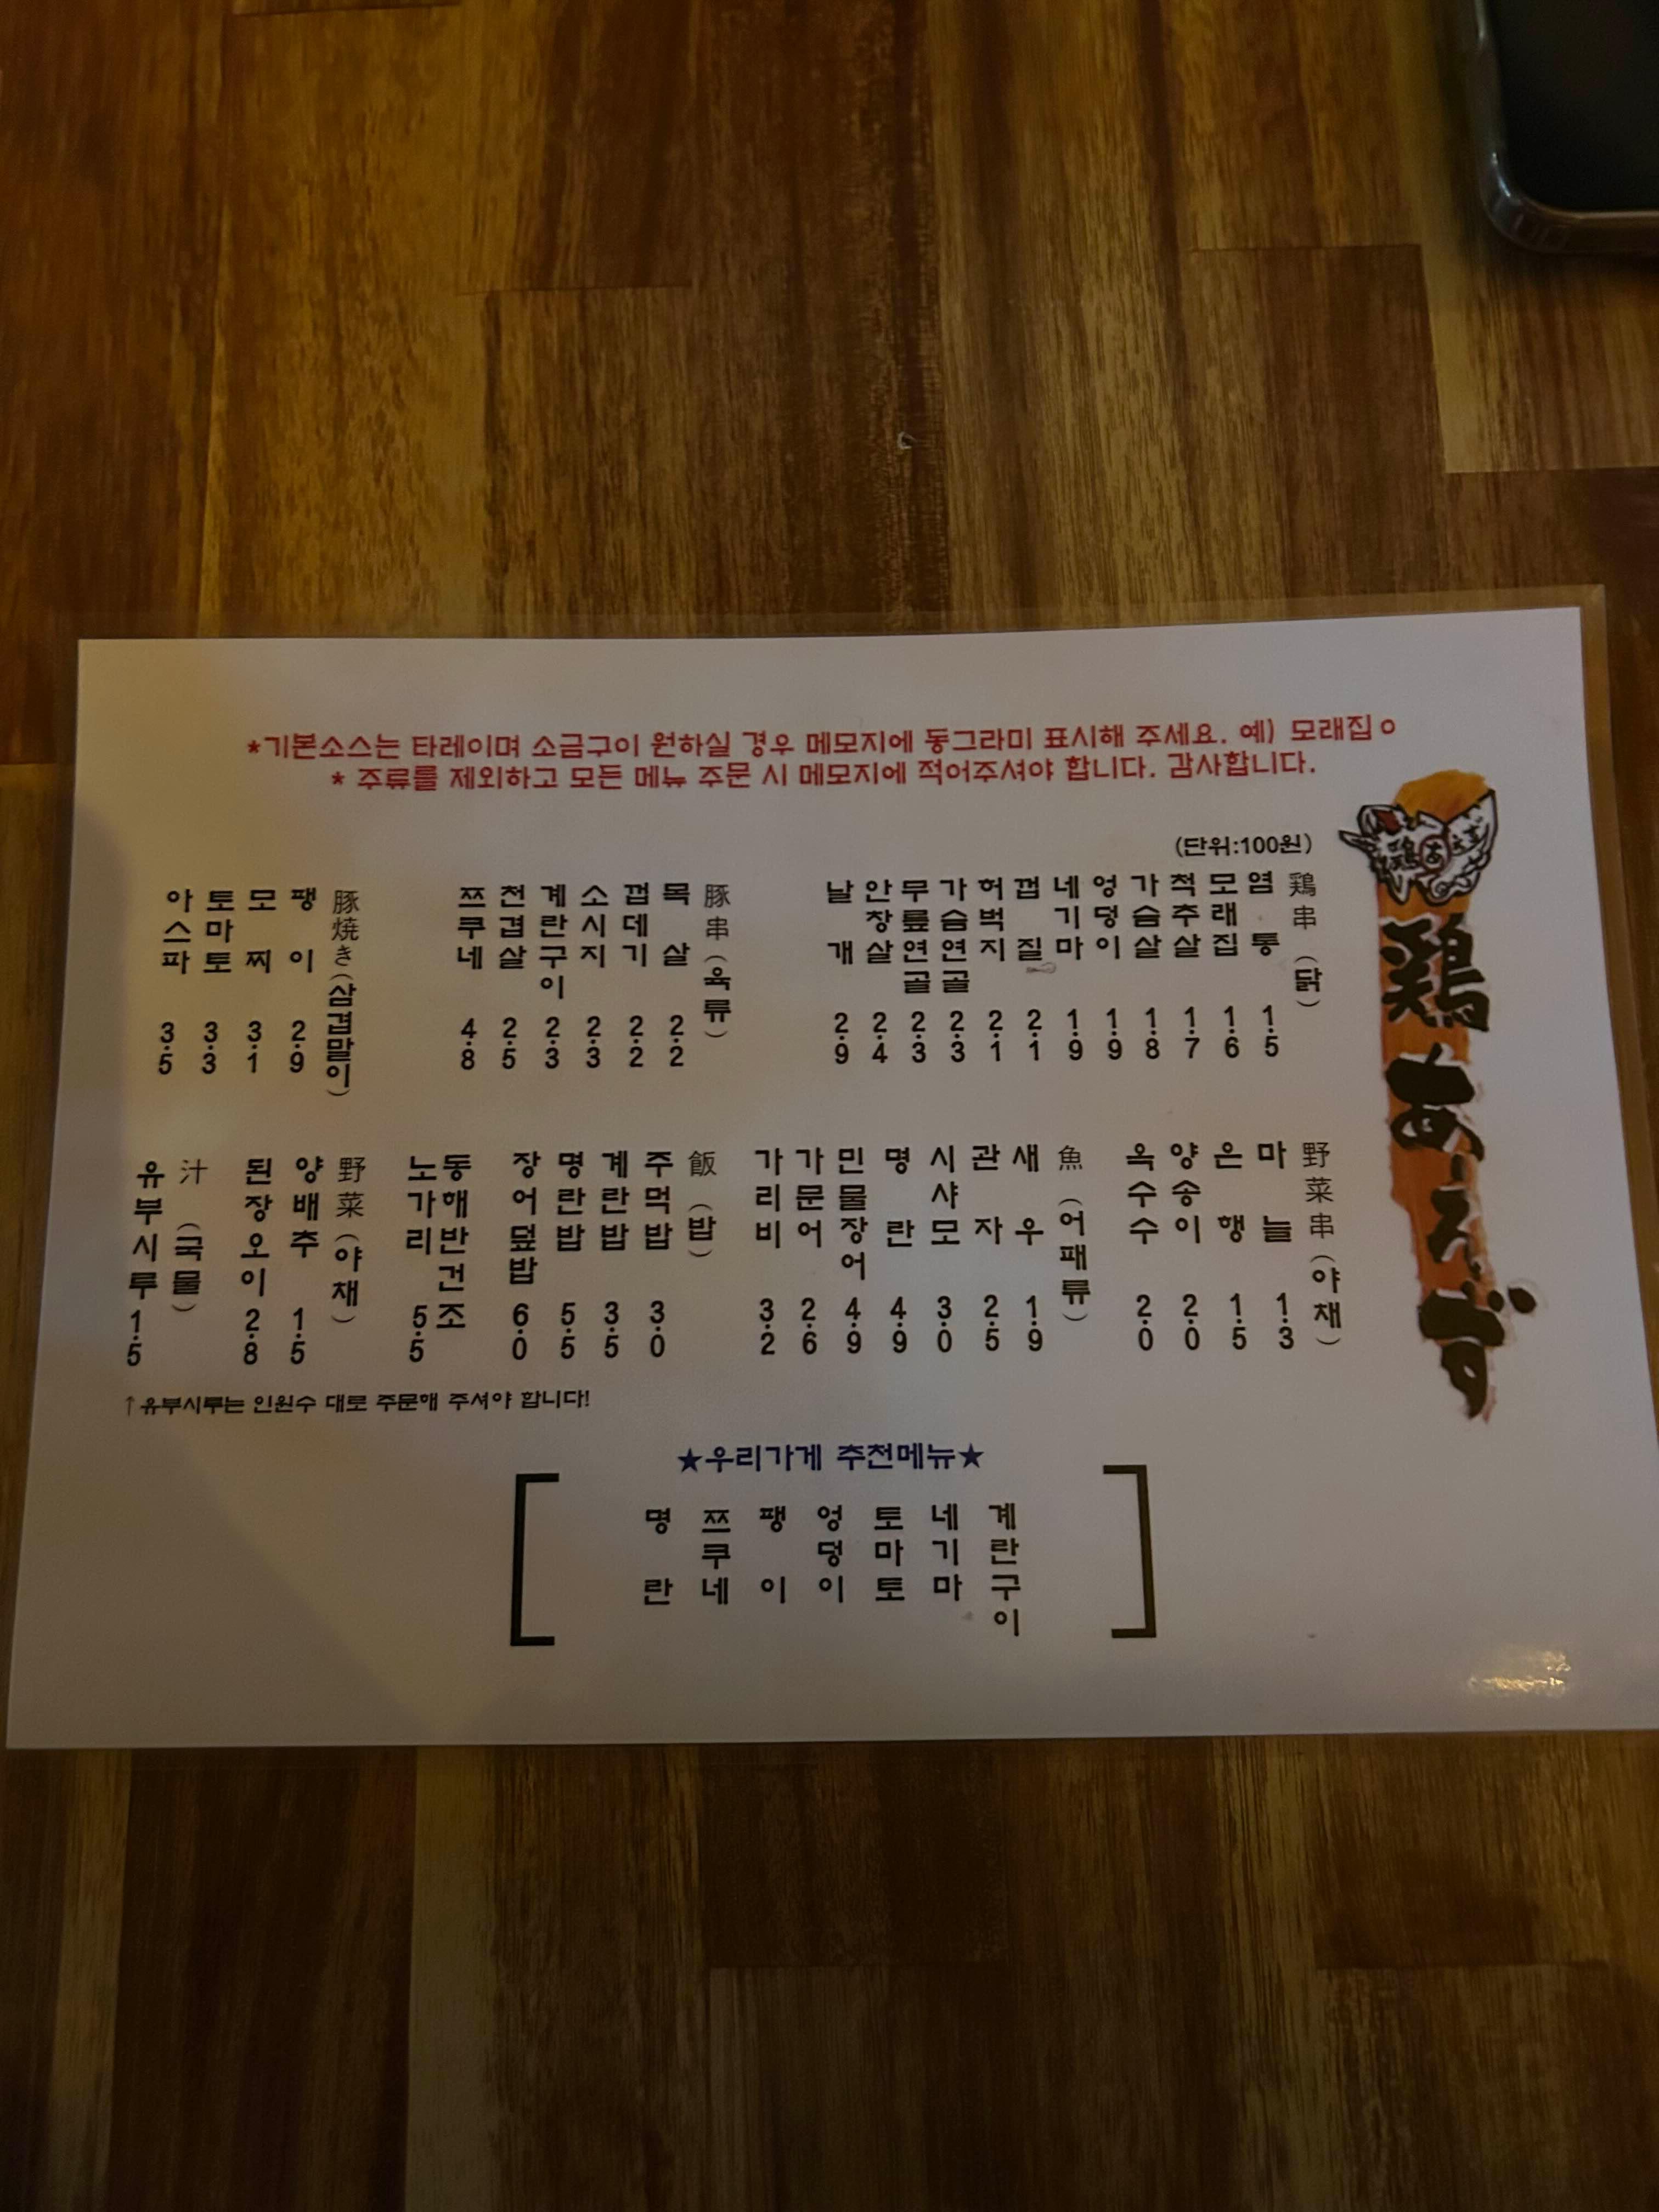 *기본소스는 타레이며 소금구이 원하실 경우 메모지에 동그라미 표시해 주세요. 예) 모래집○
* 주류를 제외하고 모든 메뉴 주문 시 메모지에 적어주셔야 합니다. 감사합니다.
(단위:100원)
鶏あーえず
鶏串(닭)
염통 1.5
모래집 1.6
척추살 1.7
가슴살 1.8
엉덩이 1.9
네기마 1.9
껍질 2.1
허벅지 2.1
가슴연골 2.3
무릎연골 2.3
안창살 2.4
날개 2.9
豚串(육류)
목살 2.2
껍데기 2.2
소시지 2.3
계란구이 2.3
천겹살 2.5
쯔쿠네 4.8
豚焼き(삼겹말이)
팽이 2.9
모찌 3.1
토마토 3.3
아스파 3.5
野菜串(야채)
마늘 1.3
은행 1.5
양송이 2.0
옥수수 2.0
魚(어패류)
새우 1.9
관자 2.5
시샤모 3.0
명란 4.9
민물장어 4.9
가문어 2.6
가리비 3.2
飯(밥)
주먹밥 3.0
계란밥 3.5
명란밥 5.5
장어덮밥 6.0
동해반건조
노가리 5.5
野菜(야채)
양배추 1.5
된장오이 2.8
汁(국물)
유부시루 1.5
↑유부시루는 인원수 대로 주문해 주셔야 합니다!
★우리가게 추천메뉴★
계란구이
네기마
토마토
엉덩이
팽이
쯔쿠네
명란